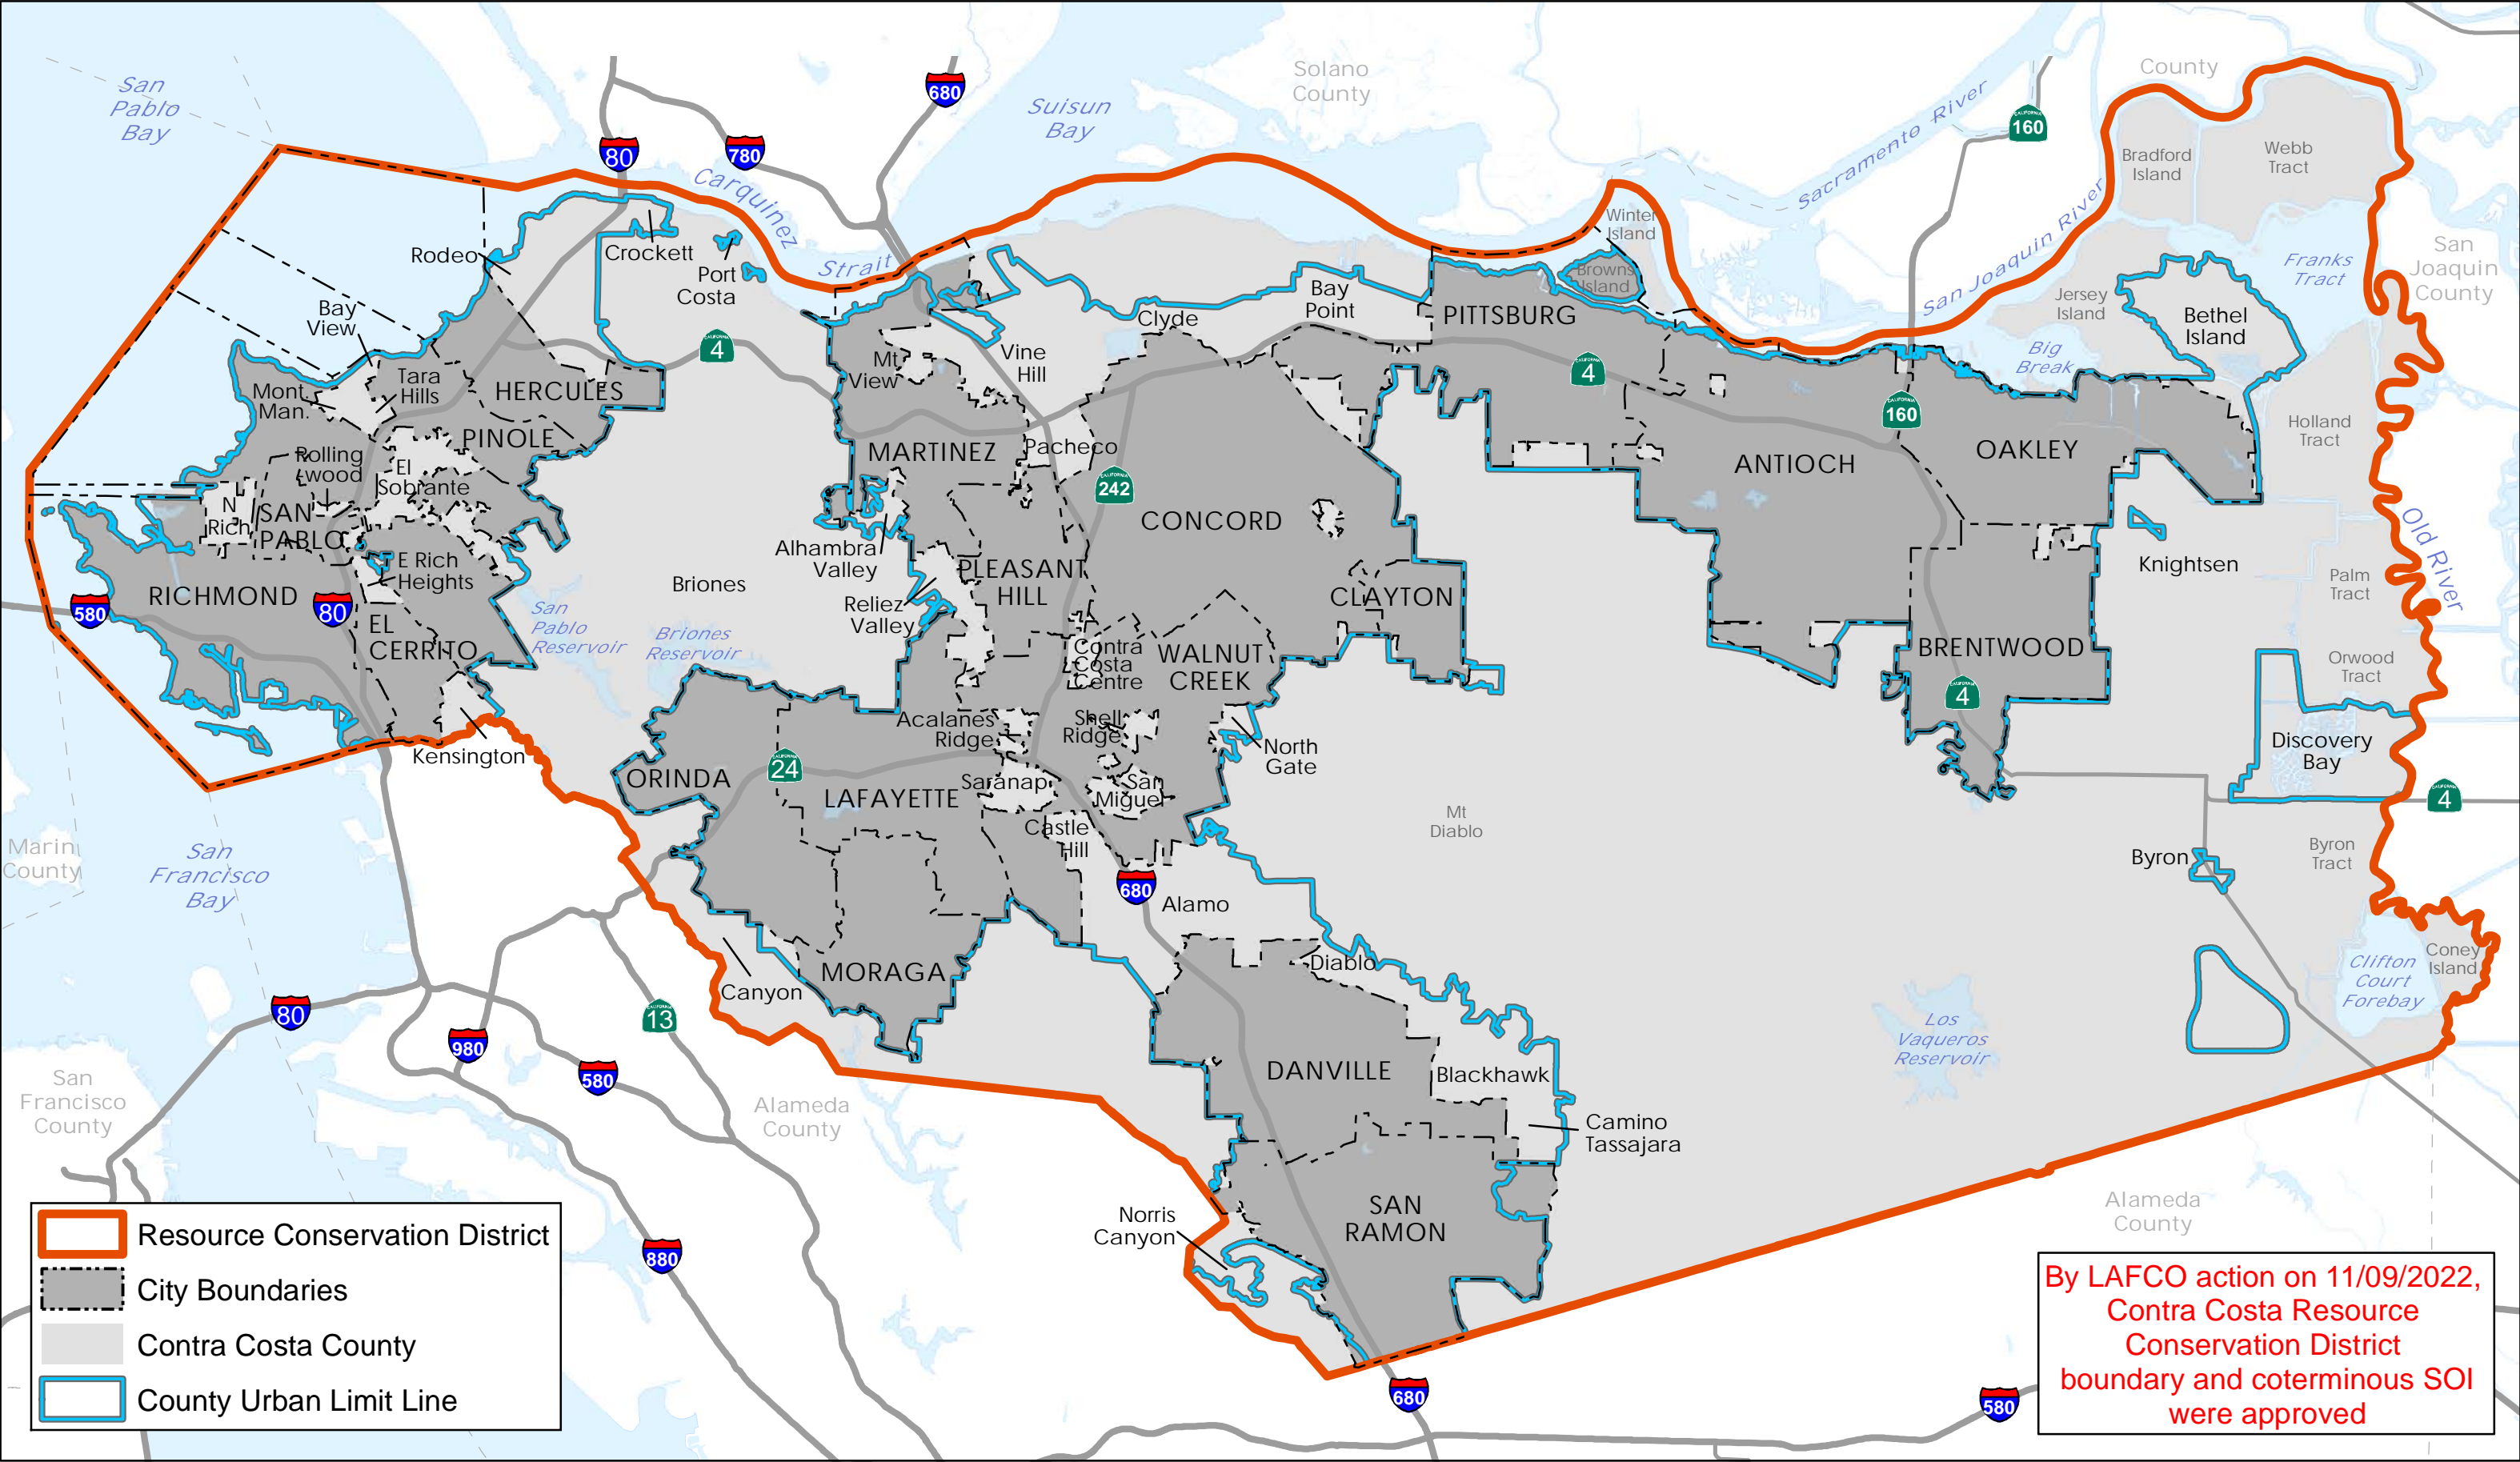 San
Pablo
Bay
80
780
680
Suisun
Bay
Solano
County
Sacramento River
CALIFORNIA
160
County
Bradford
Island
Webb
Tract
Carquinez
Strait
Winter
Island
Browns
Island
San Joaquin River
San
Joaquin
County
Franks
Tract
Rodeo
Crockett
Port
Costa
Bay
View
CALIFORNIA
4
Mt
View
Vine
Hill
Clyde
Bay
Point
PITTSBURG
CALIFORNIA
4
Jersey
Island
Bethel
Island
Big
Break
Mont.
Man.
Tara
Hills
HERCULES
PINOLE
MARTINEZ
Pacheco
CALIFORNIA
242
CONCORD
ANTIOCH
CALIFORNIA
160
OAKLEY
Holland
Tract
Rolling
wood
El
Sobrante
N
Rich
SAN
PABLO
E Rich
Heights
RICHMOND
580
80
EL
CERRITO
San
Pablo
Reservoir
Briones
Briones
Reservoir
Alhambra
Valley
Reliez
Valley
PLEASANT
HILL
Contra
Costa
Centre
WALNUT
CREEK
CLAYTON
Knightsen
Palm
Tract
Old River
BRENTWOOD
CALIFORNIA
4
Orwood
Tract
Discovery
Bay
CALIFORNIA
4
Kensington
Acalanes
Ridge
Shell
Ridge
North
Gate
ORINDA
CALIFORNIA
24
LAFAYETTE
Saranap
San
Miguel
Castle
Hill
Mt
Diablo
680
Alamo
Byron
Byron
Tract
Marin
County
San
Francisco
Bay
MORAGA
Canyon
Diablo
Clifton
Court
Forebay
Coney
Island
80
980
580
CALIFORNIA
13
Los
Vaqueros
Reservoir
DANVILLE
Blackhawk
Camino
Tassajara
San
Francisco
County
Alameda
County
SAN
RAMON
Norris
Canyon
880
680
580
Alameda
County
Resource Conservation District
City Boundaries
Contra Costa County
County Urban Limit Line
By LAFCO action on 11/09/2022,
Contra Costa Resource
Conservation District
boundary and coterminous SOI
were approved